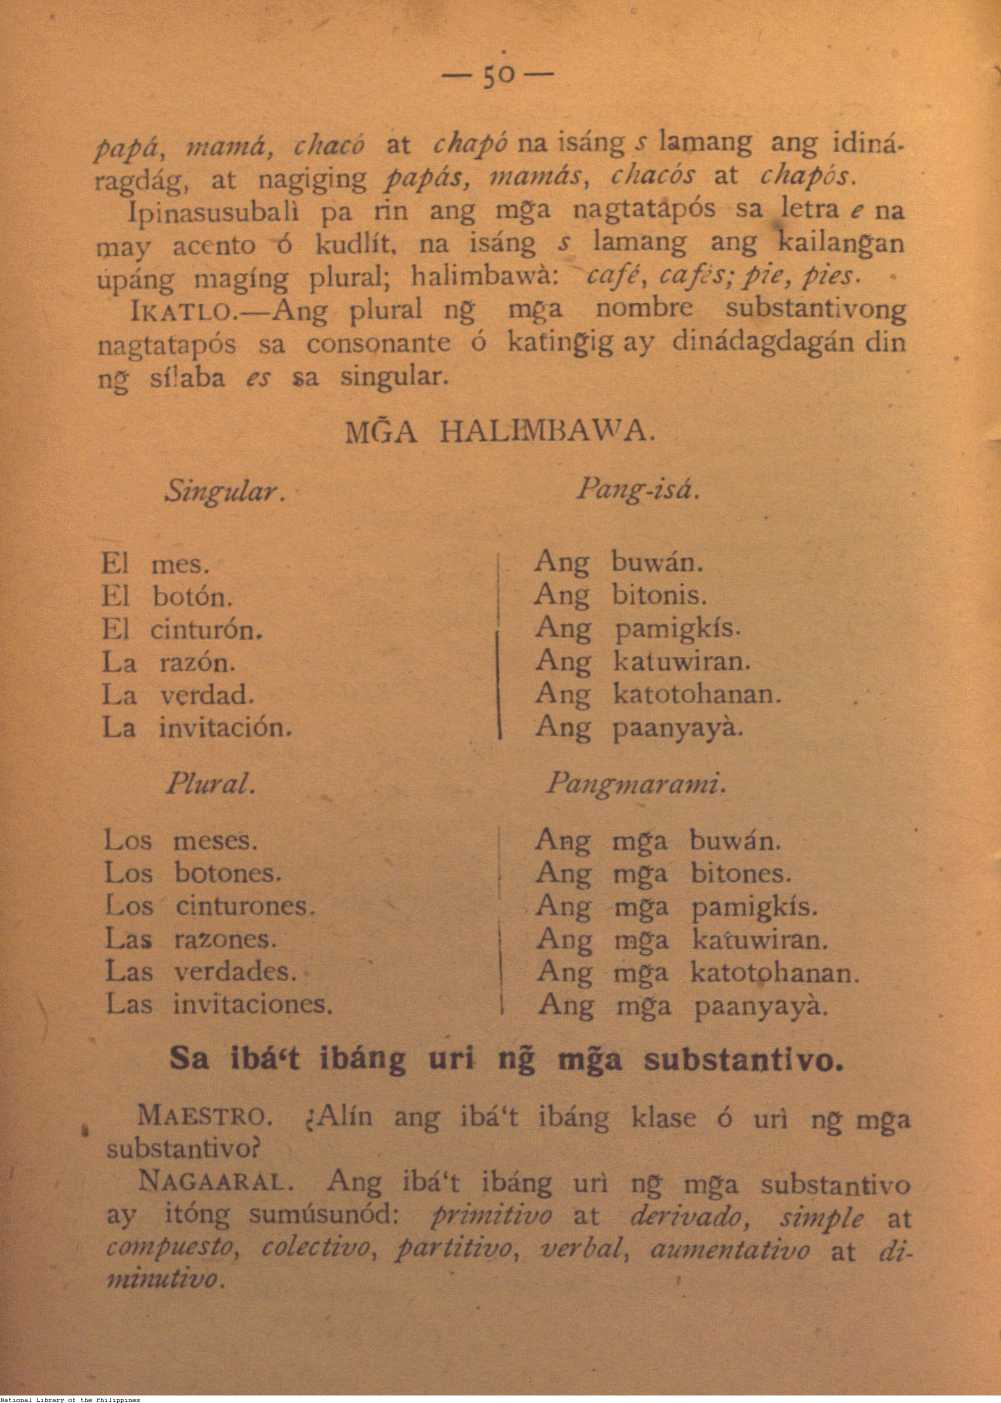 — 50 —
papá, mamá, chacó at chapó na isáng s lamang ang idiná-
ragdág, at nagiging papás, mamás, chacós at chapós.
Ipinasusubalì pa rin ang mg̃a nagtatapós sa letra e na
may acento ó kudlít, na isáng s lamang ang kailang̃an
upáng magíng plural; halimbawà: café, cafés; pie, pies.
IKATLO.—Ang plural ng̃ mg̃a nombre substantivong
nagtatapós sa consonante ó kating̃ig ay dinádagdagán din
ng̃ sílaba es sa singular.
MG̃A HALIMBAWA.
Singular. Pang-isá.
El mes. Ang buwán.
El botón. Ang bitonis.
El cinturón. Ang pamigkís.
La razón. Ang katuwiran.
La verdad. Ang katotohanan.
La invitación. Ang paanyayà.
Plural. Pangmarami.
Los meses. Ang mg̃a buwán.
Los botones. Ang mg̃a bitones.
Los cinturones. Ang mg̃a pamigkís.
Las razones. Ang mg̃a katuwiran.
Las verdades. Ang mg̃a katotohanan.
Las invitaciones. Ang mg̃a paanyayà.
Sa ibá‘t ibáng uri ng̃ mg̃a substantivo.
MAESTRO. ¿Alín ang ibá‘t ibáng klase ó urì ng̃ mg̃a
substantivo?
NAGAARAL. Ang ibá‘t ibáng urì ng̃ mg̃a substantivo
ay itóng sumúsunód: primitivo at derivado, simple at
compuesto, colectivo, partitivo, verbal, aumentativo at di-
minutivo.
National Library of the Philippines